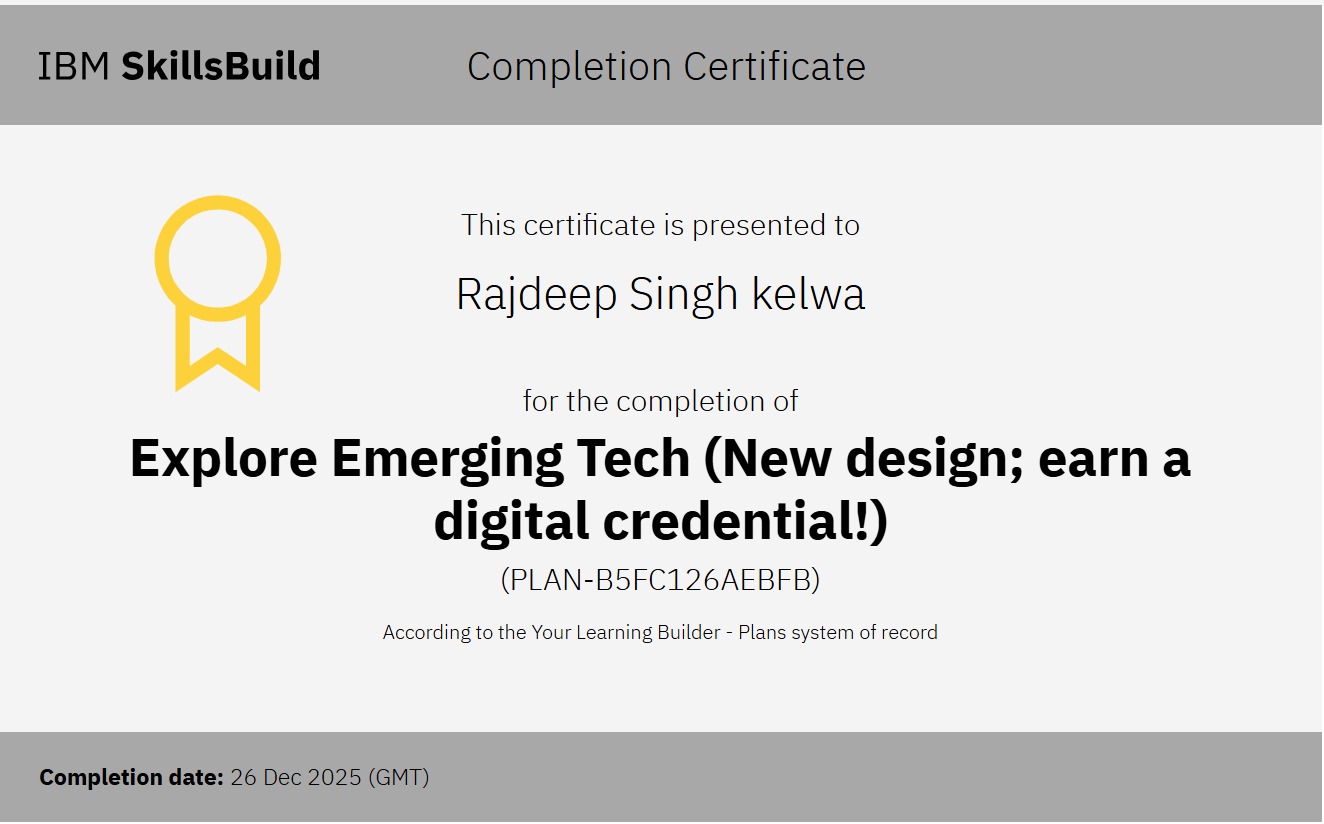 IBM SkillsBuild
Completion Certificate
This certificate is presented to
Rajdeep Singh kelwa
for the completion of
Explore Emerging Tech (New design; earn a
digital credential!)
(PLAN-B5FC126AEBFB)
According to the Your Learning Builder - Plans system of record
Completion date: 26 Dec 2025 (GMT)